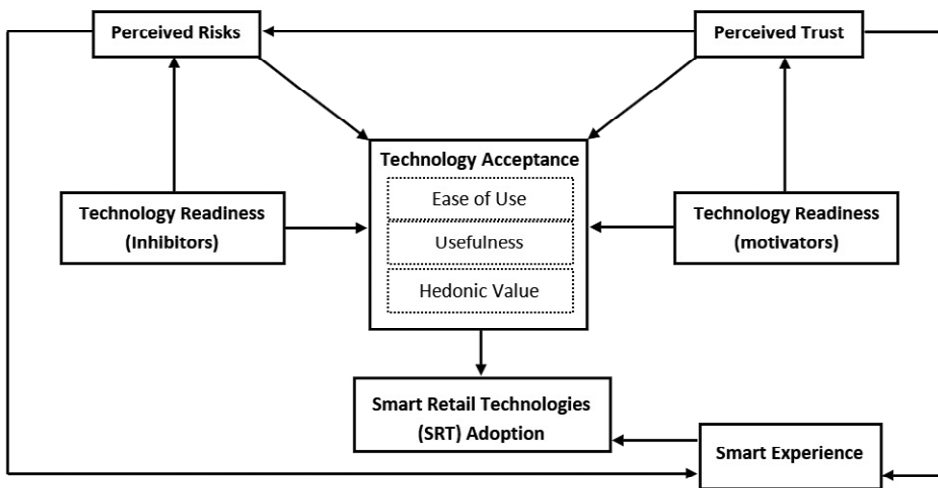 Perceived Risks
Perceived Trust
Technology Acceptance
Ease of Use
Usefulness
Hedonic Value
Technology Readiness
(Inhibitors)
Technology Readiness
(motivators)
Smart Retail Technologies
(SRT) Adoption
Smart Experience